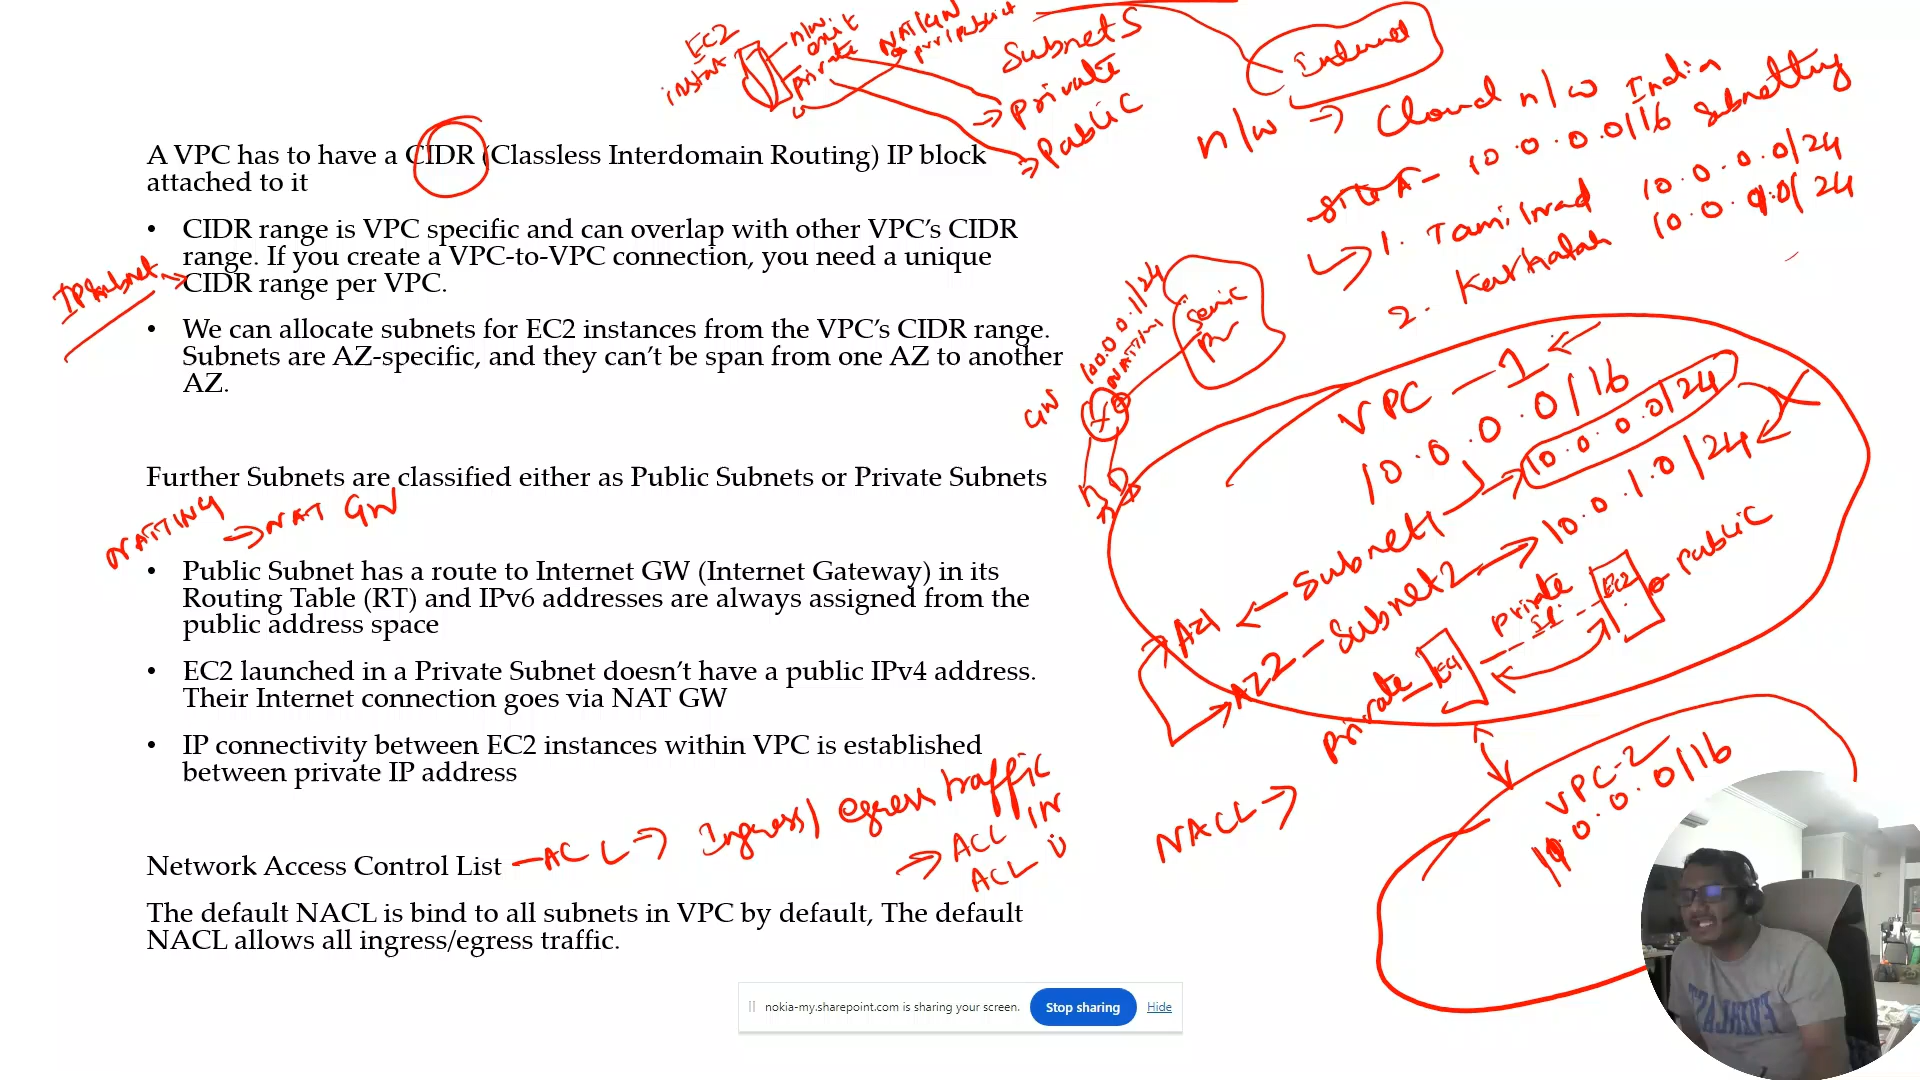 A VPC has to have a CIDR (Classless Interdomain Routing) IP block
attached to it
• CIDR range is VPC specific and can overlap with other VPC's CIDR
range. If you create a VPC-to-VPC connection, you need a unique
CIDR range per VPC.
• We can allocate subnets for EC2 instances from the VPC's CIDR range.
Subnets are AZ-specific, and they can't be span from one AZ to another
AZ.
Further Subnets are classified either as Public Subnets or Private Subnets
• Public Subnet has a route to Internet GW (Internet Gateway) in its
Routing Table (RT) and IPv6 addresses are always assigned from the
public address space
• EC2 launched in a Private Subnet doesn't have a public IPv4 address.
Their Internet connection goes via NAT GW
• IP connectivity between EC2 instances within VPC is established
between private IP address
Network Access Control List
The default NACL is bind to all subnets in VPC by default, The default
NACL allows all ingress/egress traffic.
EC2
private
Subnets
private
public
n/w → Cloud n/w India
10.0.0.0/16 Subnetting
1. Tamilnad 10.0.0.0/24
2.
IP subnet
GW
NATTING
→ NAT GW
VPC-1
10.0.0.0/16
Subnet1 → 10.0.0.0/24
Subnet2 → 10.0.1.0/24
AZ1
AZ2
private
EC2
public
private
VPC-2
NACL →
ACL → Ingress/egress traffic
→ ACL IN
ACL
nokia-my.sharepoint.com is sharing your screen.
Stop sharing
Hide